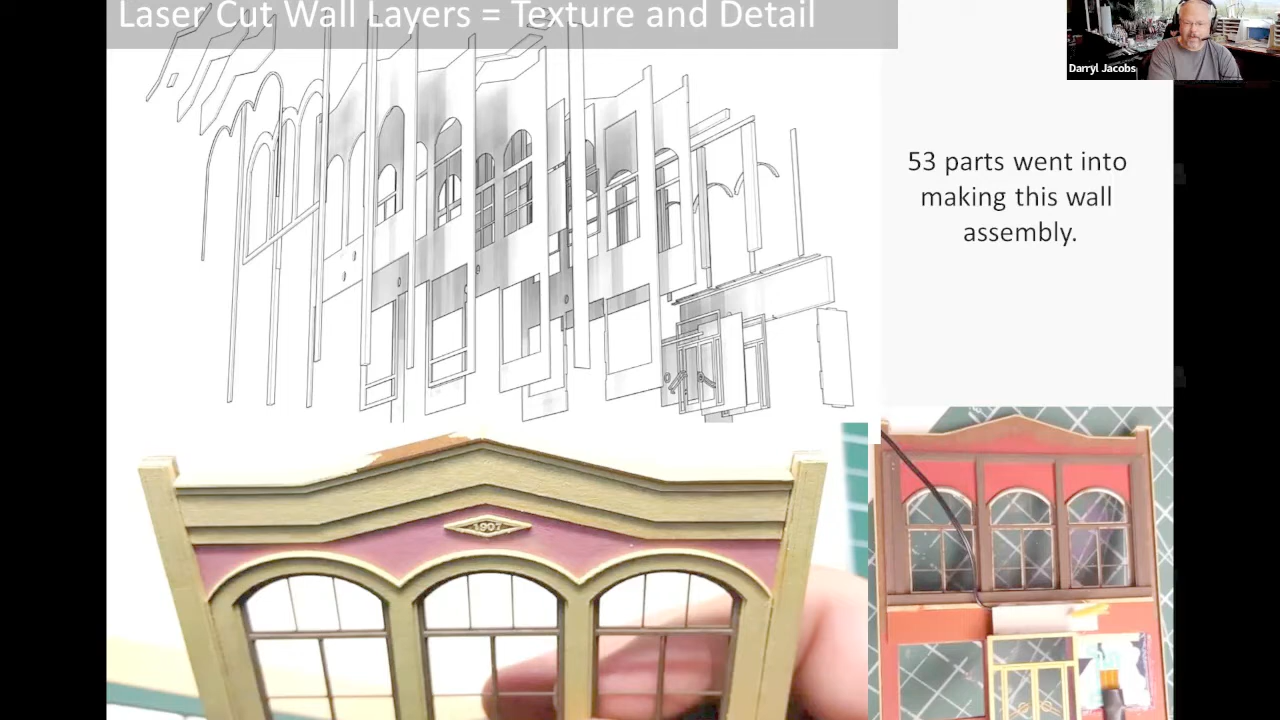 Laser Cut Wall Layers = Texture and Detail
Darryl Jacobs
53 parts went into
making this wall
assembly.
1907